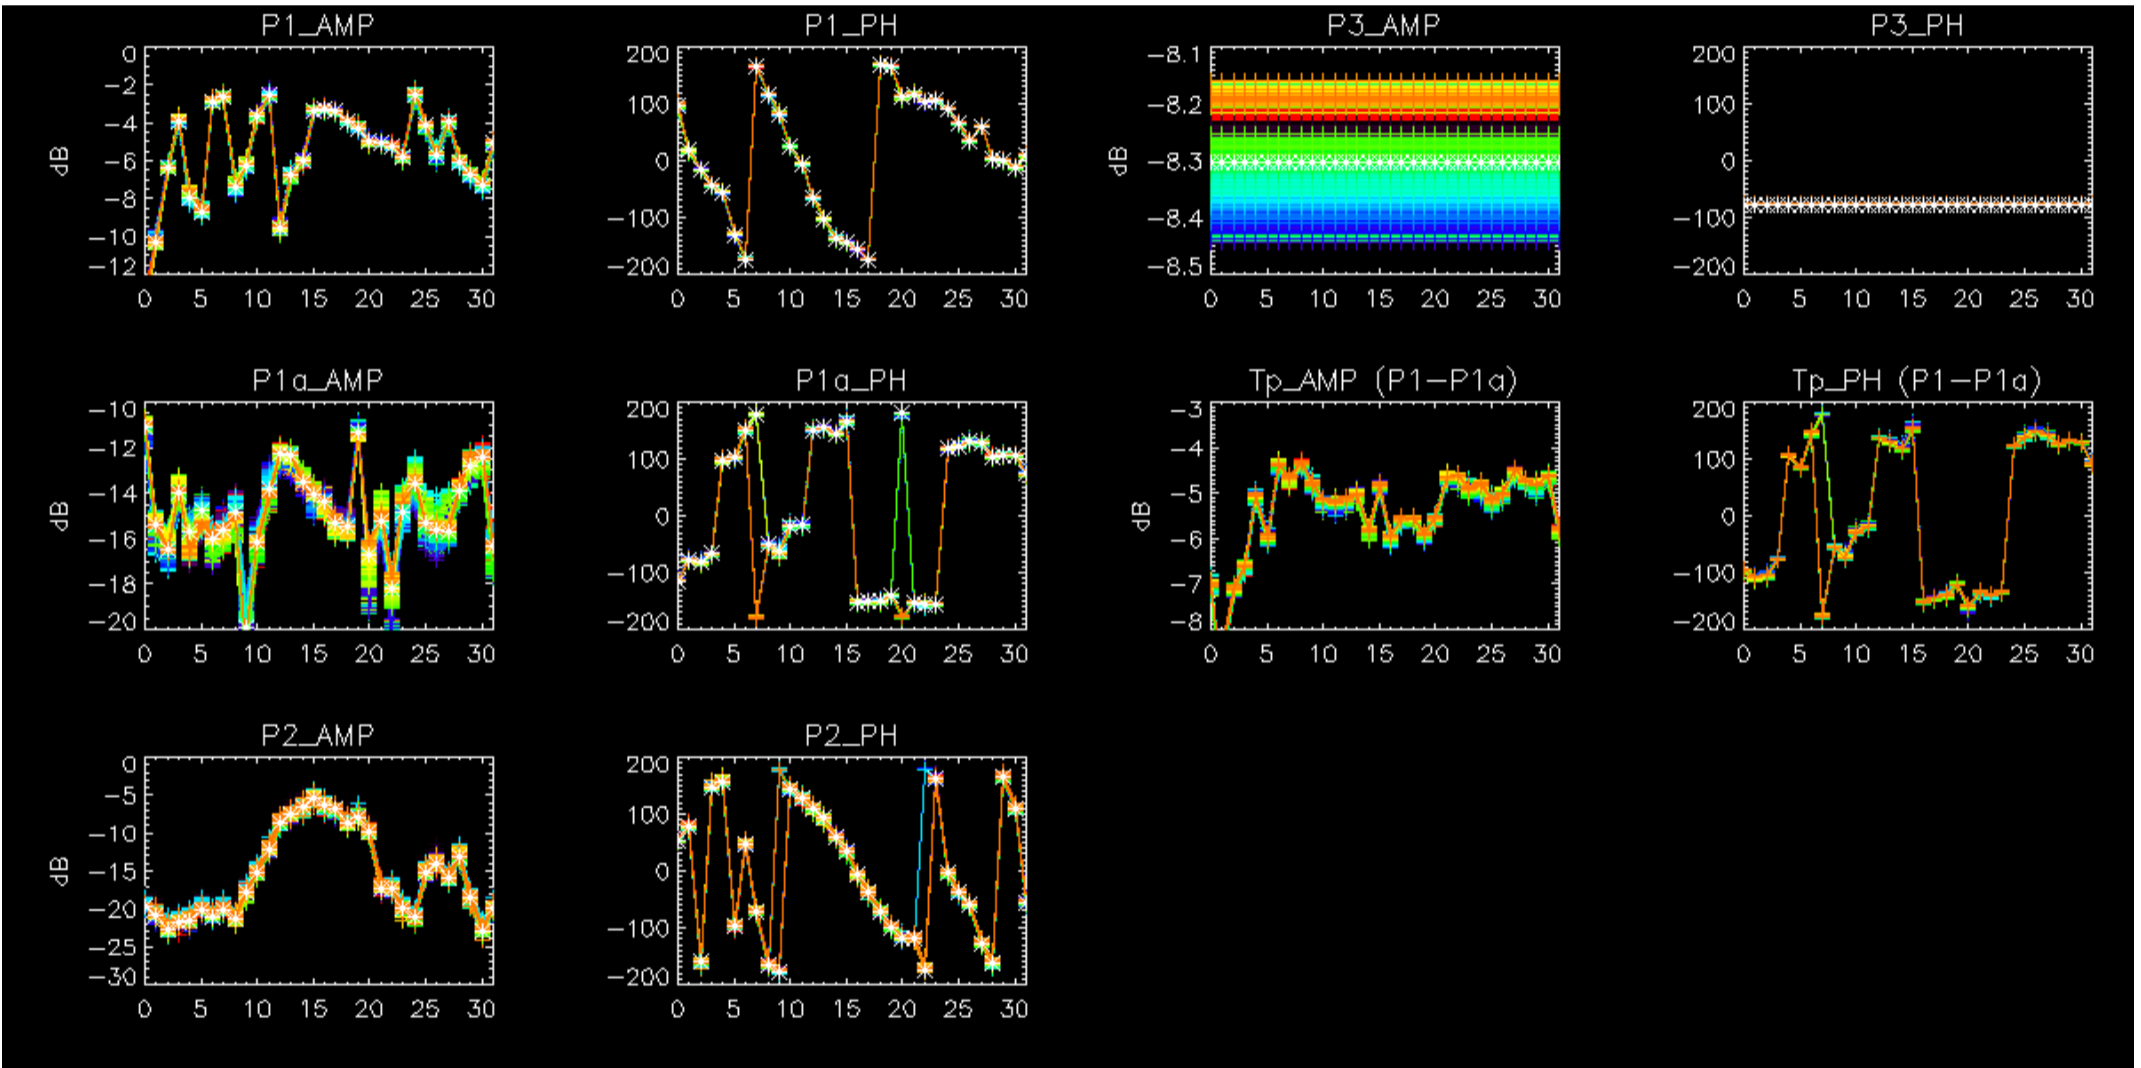 P1_AMP
0
-2
-4
-6
-8
-10
-12
dB
0 5 10 15 20 25 30
P1_PH
200
100
0
-100
-200
0 5 10 15 20 25 30
P3_AMP
-8.1
-8.2
-8.3
-8.4
-8.5
dB
0 5 10 15 20 25 30
P3_PH
200
100
0
-100
-200
0 5 10 15 20 25 30
P1a_AMP
-10
-12
-14
-16
-18
-20
dB
0 5 10 15 20 25 30
P1a_PH
200
100
0
-100
-200
0 5 10 15 20 25 30
Tp_AMP (P1-P1a)
-3
-4
-5
-6
-7
-8
dB
0 5 10 15 20 25 30
Tp_PH (P1-P1a)
200
100
0
-100
-200
0 5 10 15 20 25 30
P2_AMP
0
-5
-10
-15
-20
-25
-30
dB
0 5 10 15 20 25 30
P2_PH
200
100
0
-100
-200
0 5 10 15 20 25 30